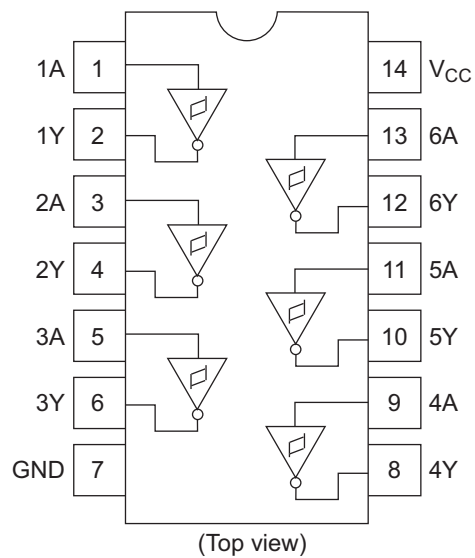 1A 1 14 VCC
1Y 2 13 6A
2A 3 12 6Y
2Y 4 11 5A
3A 5 10 5Y
3Y 6 9 4A
GND 7 8 4Y
(Top view)